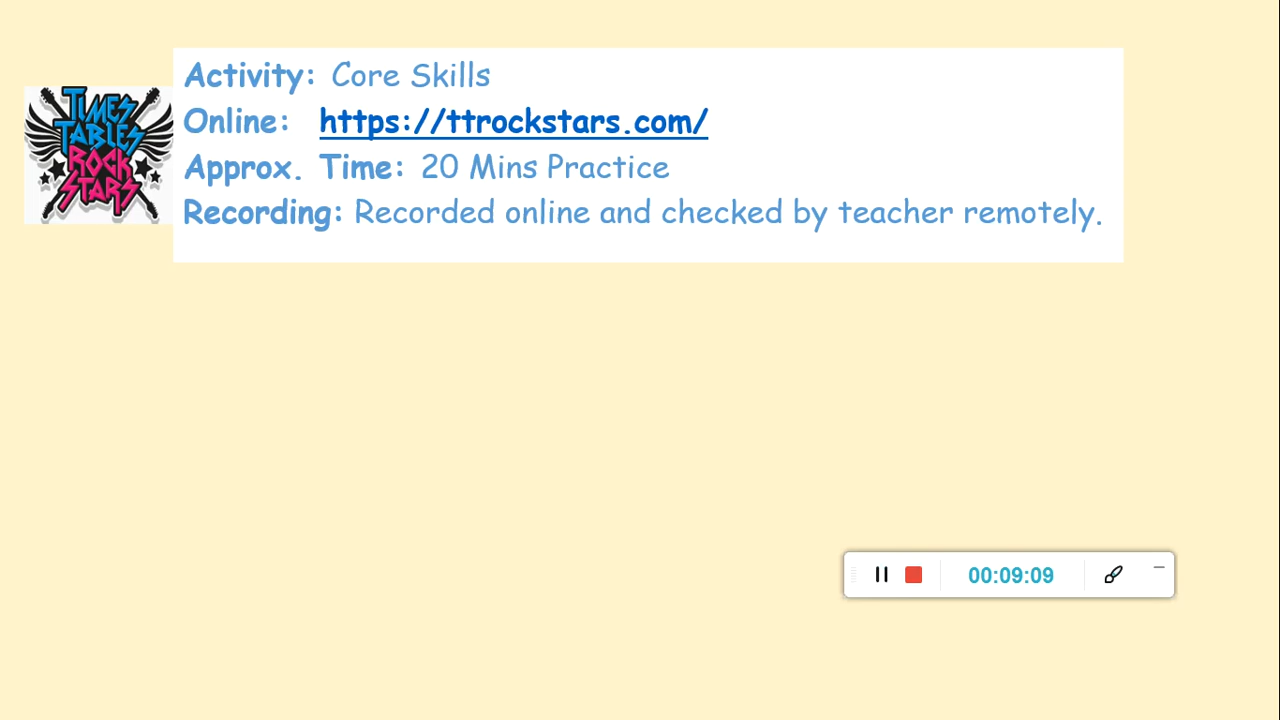 TIMES
TABLES
ROCK
STARS
Activity: Core Skills
Online: https://ttrockstars.com/
Approx. Time: 20 Mins Practice
Recording: Recorded online and checked by teacher remotely.
00:09:09